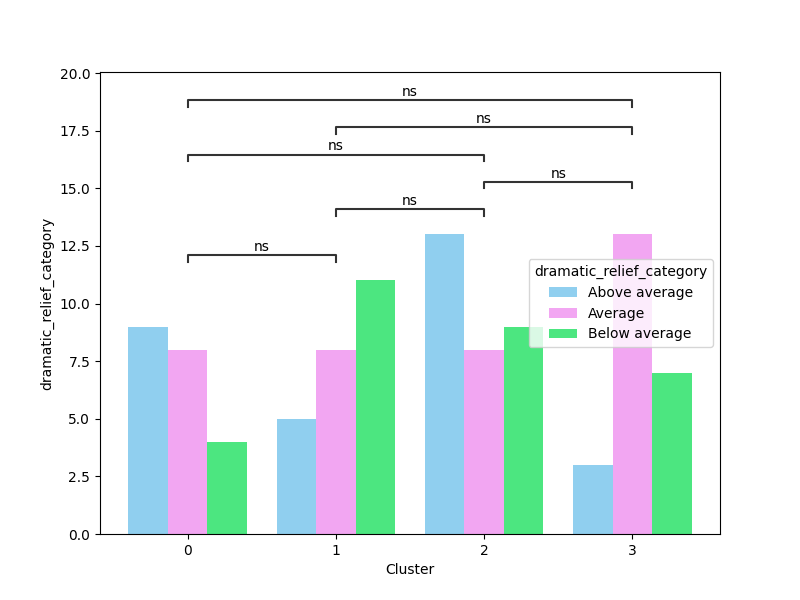 20.0
17.5
15.0
12.5
10.0
7.5
5.0
2.5
0.0
dramatic_relief_category
ns
ns
ns
ns
ns
ns
dramatic_relief_category
Above average
Average
Below average
0
1
2
3
Cluster